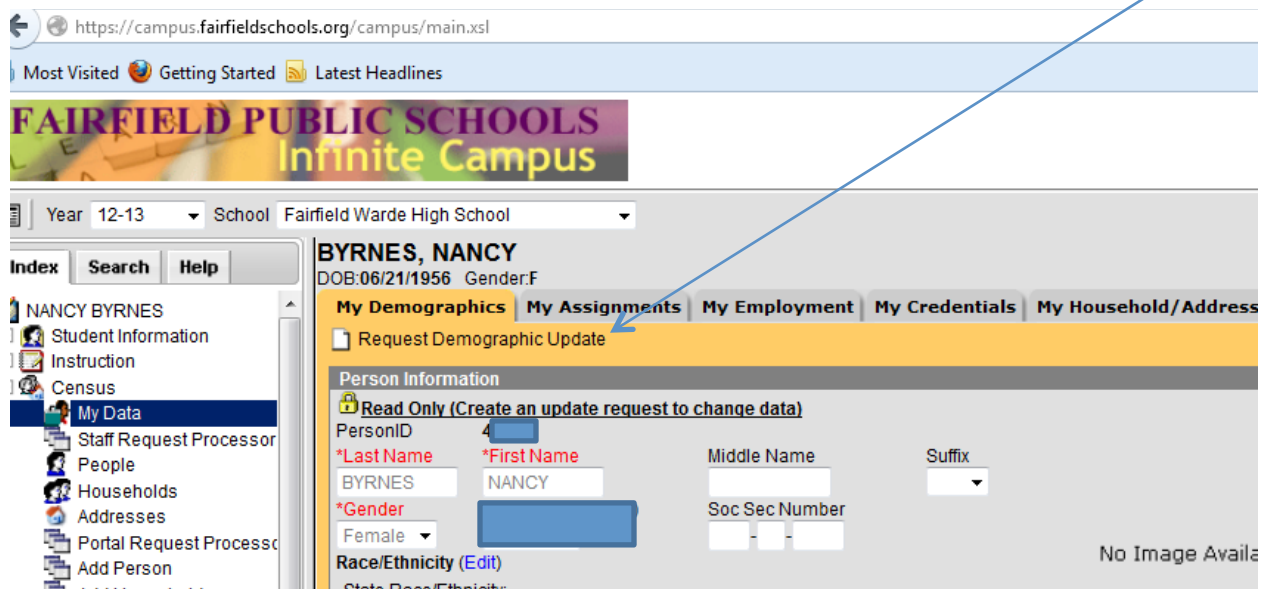 https://campus.fairfieldschools.org/campus/main.xsl
Most Visited Getting Started Latest Headlines
FAIRFIELD PUBLIC SCHOOLS
LEARN
Infinite Campus
Year 12-13 School Fairfield Warde High School
Index Search Help
BYRNES, NANCY
DOB:06/21/1956 Gender:F
My Demographics My Assignments My Employment My Credentials My Household/Address
Request Demographic Update
NANCY BYRNES
Student Information
Instruction
Census
My Data
Staff Request Processor
People
Households
Addresses
Portal Request Processo
Add Person
Person Information
Read Only (Create an update request to change data)
PersonID 4
*Last Name *First Name Middle Name Suffix
BYRNES NANCY
*Gender Soc Sec Number
Female - -
Race/Ethnicity (Edit)
No Image Availa
State Race/Ethnicity: